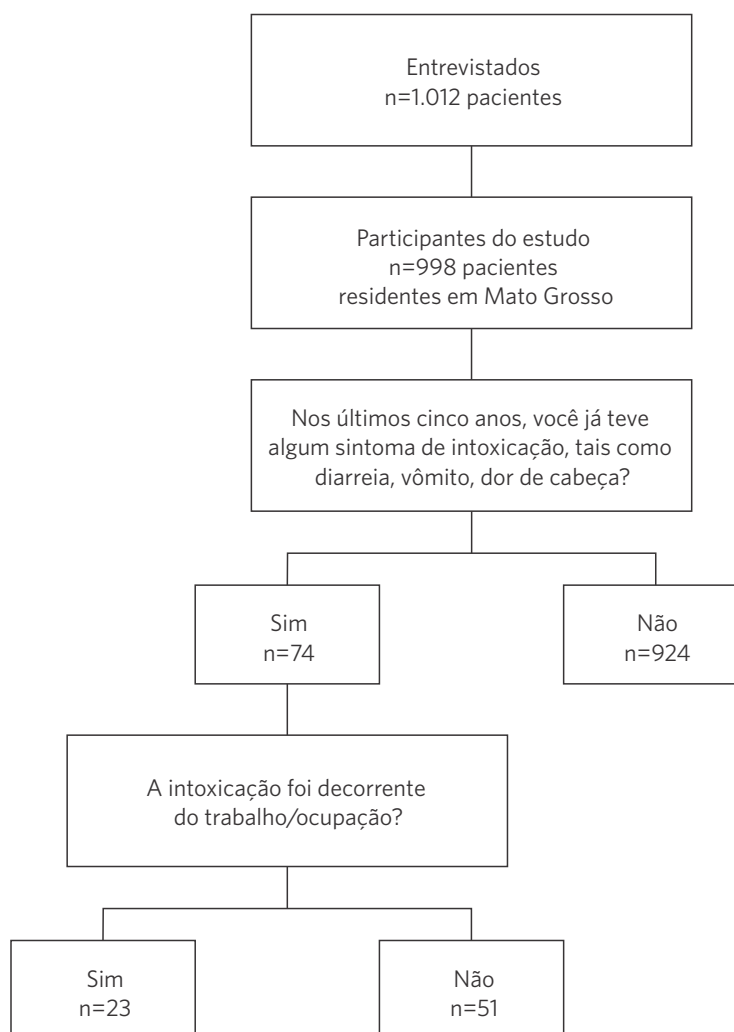 Entrevistados
n=1.012 pacientes
Participantes do estudo
n=998 pacientes
residentes em Mato Grosso
Nos últimos cinco anos, você já teve
algum sintoma de intoxicação, tais como
diarreia, vômito, dor de cabeça?
Sim
n=74
Não
n=924
A intoxicação foi decorrente
do trabalho/ocupação?
Sim
n=23
Não
n=51